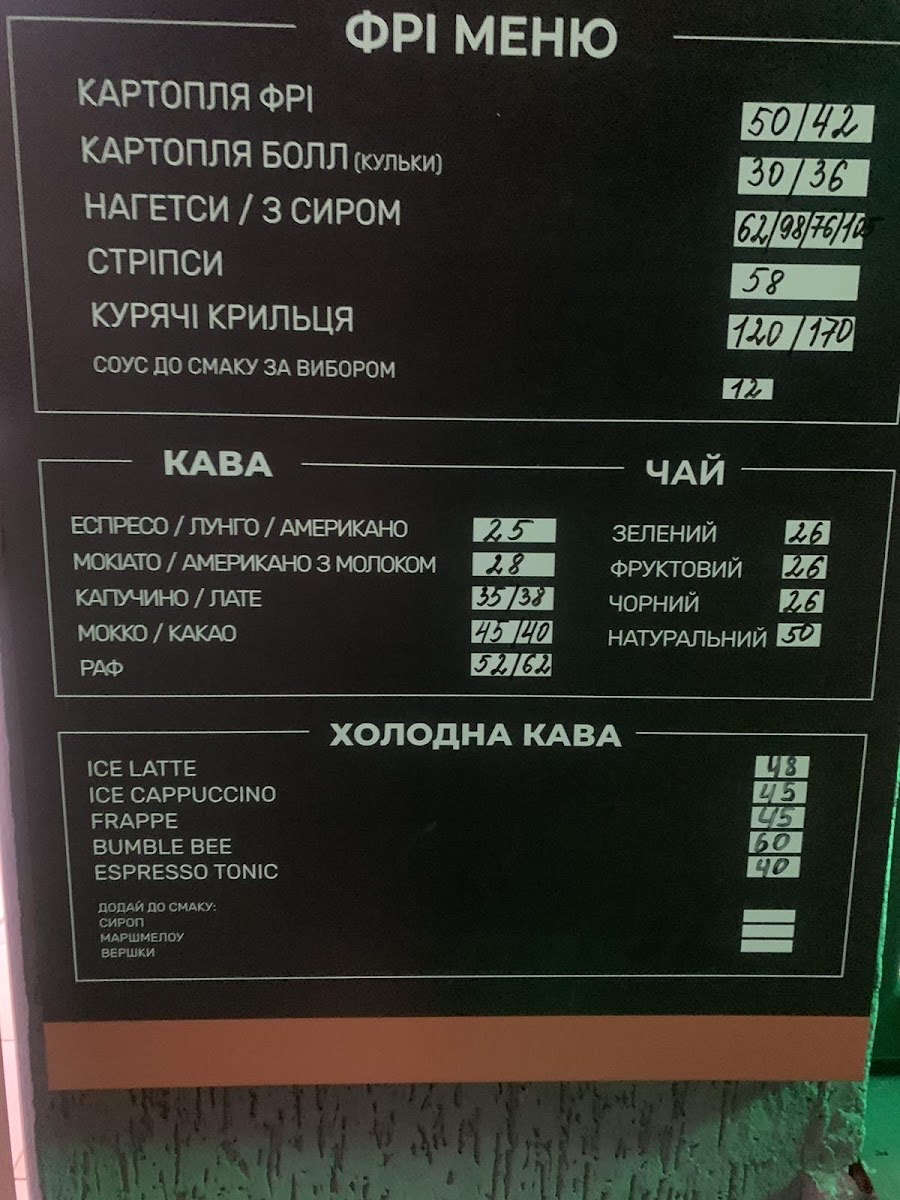 ФРІ МЕНЮ
КАРТОПЛЯ ФРІ 50/42
КАРТОПЛЯ БОЛЛ (КУЛЬКИ) 30/36
НАГЕТСИ / З СИРОМ 62/98/76/105
СТРІПСИ 58
КУРЯЧІ КРИЛЬЦЯ 120/170
СОУС ДО СМАКУ ЗА ВИБОРОМ 12
КАВА
ЕСПРЕСО / ЛУНГО / АМЕРИКАНО 25
МОКІАТО / АМЕРИКАНО З МОЛОКОМ 28
КАПУЧИНО / ЛАТЕ 35/38
МОККО / КАКАО 45/40
РАФ 52/62
ЧАЙ
ЗЕЛЕНИЙ 26
ФРУКТОВИЙ 26
ЧОРНИЙ 26
НАТУРАЛЬНИЙ 50
ХОЛОДНА КАВА
ICE LATTE 48
ICE CAPPUCCINO 45
FRAPPE 45
BUMBLE BEE 60
ESPRESSO TONIC 40
ДОДАЙ ДО СМАКУ:
СИРОП
МАРШМЕЛОУ
ВЕРШКИ